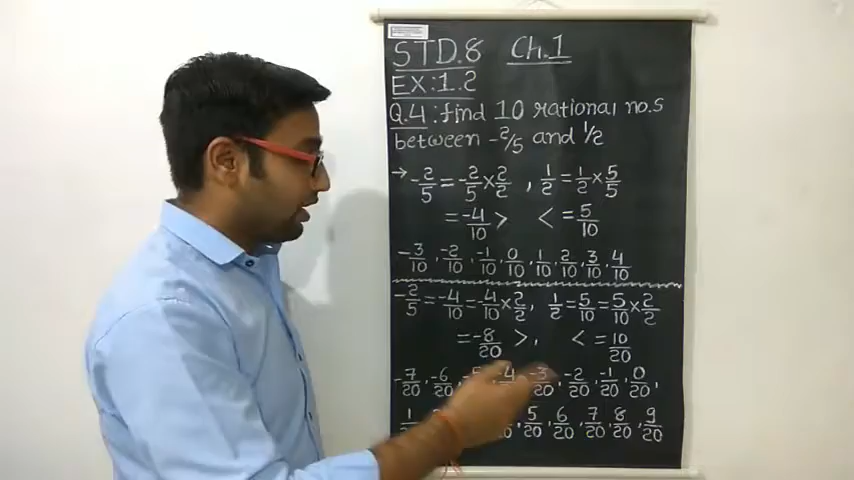 STD.8 Ch.1
EX:1.2
Q.4:find 10 rational no.s
between -2/5 and 1/2
→ -2/5 = -2/5 × 2/2 , 1/2 = 1/2 × 5/5
= -4/10 > < = 5/10
-3/10, -2/10, -1/10, 0/10, 1/10, 2/10, 3/10, 4/10
-2/5 = -4/10 = -4/10 × 2/2 , 1/2 = 5/10 = 5/10 × 2/2
= -8/20 >, < = 10/20
-7/20, -6/20, -4 -3/20, -2/20, -1/20, 0/20,
1 5/20, 6/20, 7/20, 8/20, 9/20